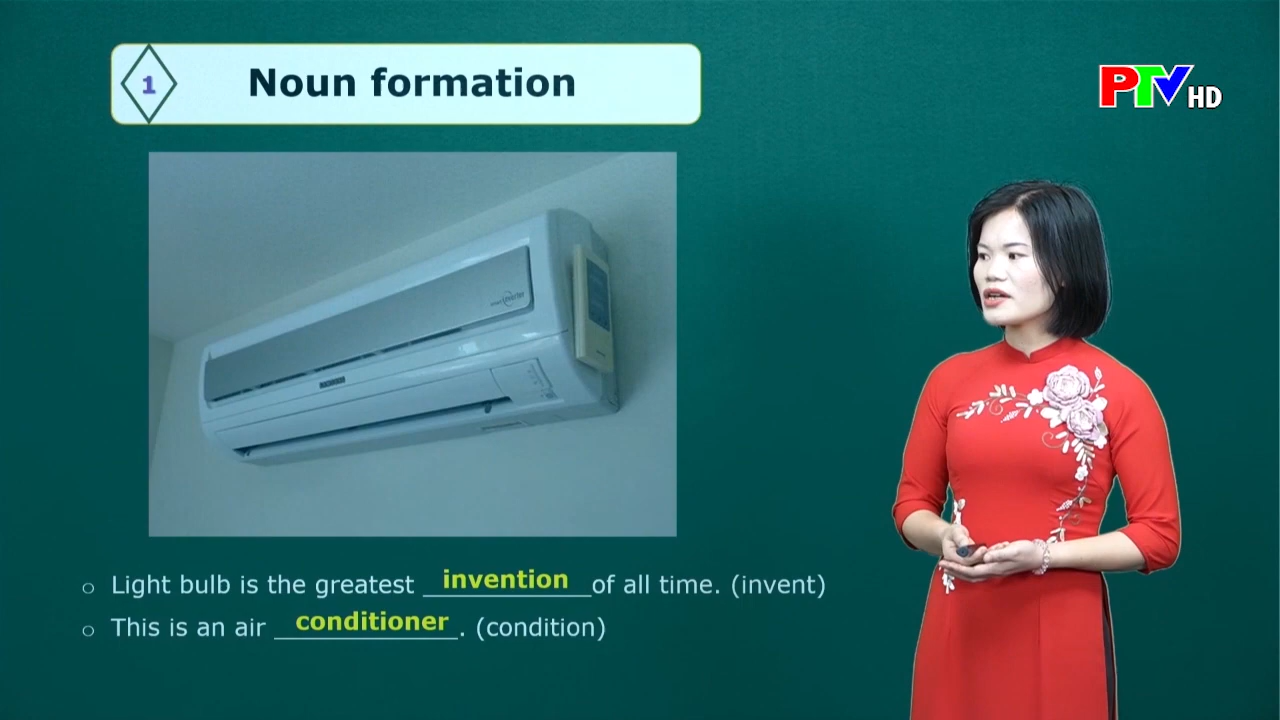 1
Noun formation
PTV HD
Light bulb is the greatest invention of all time. (invent)
This is an air conditioner. (condition)